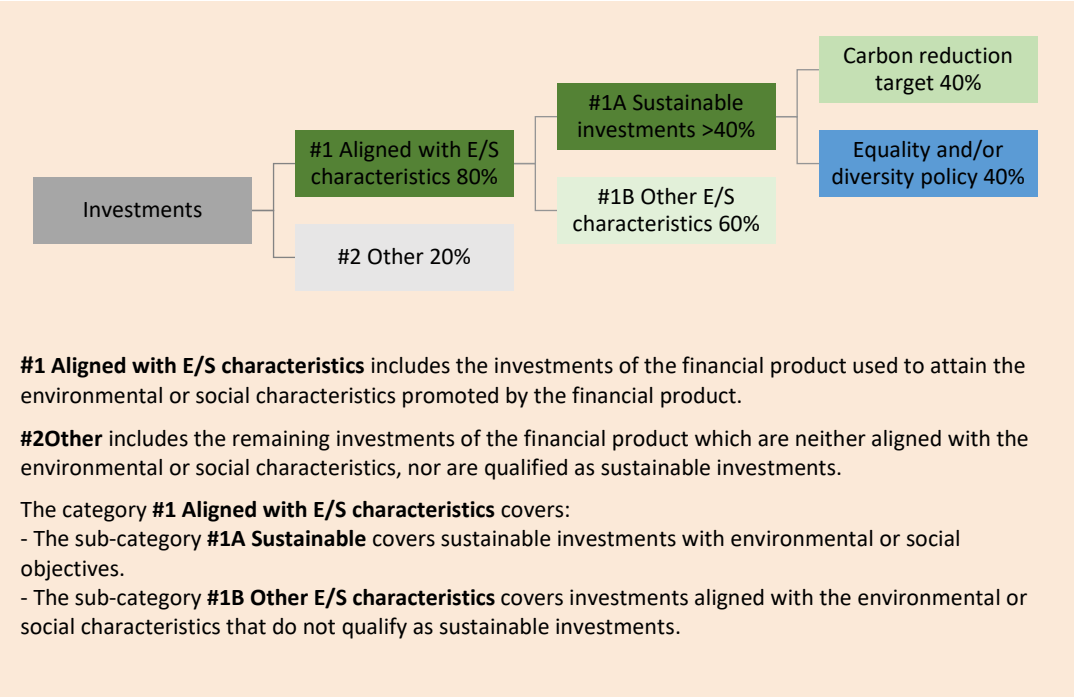 Investments
#1 Aligned with E/S
characteristics 80%
#2 Other 20%
#1A Sustainable
investments >40%
#1B Other E/S
characteristics 60%
Carbon reduction
target 40%
Equality and/or
diversity policy 40%
#1 Aligned with E/S characteristics includes the investments of the financial product used to attain the
environmental or social characteristics promoted by the financial product.
#2Other includes the remaining investments of the financial product which are neither aligned with the
environmental or social characteristics, nor are qualified as sustainable investments.
The category #1 Aligned with E/S characteristics covers:
- The sub-category #1A Sustainable covers sustainable investments with environmental or social
objectives.
- The sub-category #1B Other E/S characteristics covers investments aligned with the environmental or
social characteristics that do not qualify as sustainable investments.